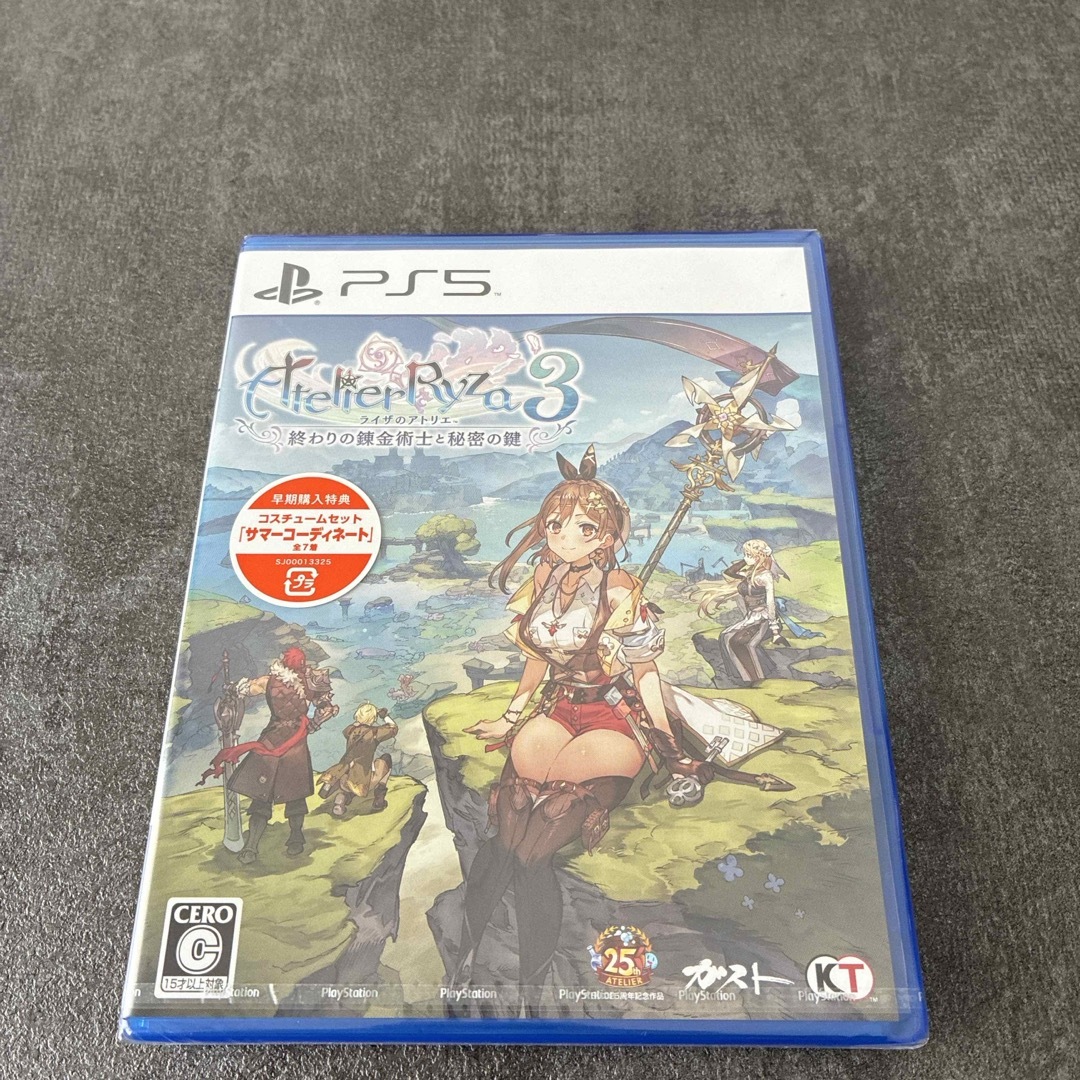 PS5
Atelier Ryza 3
ライザのアトリエ
終わりの錬金術士と秘密の鍵
早期購入特典
コスチュームセット
「サマーコーディネート」
全7着
SJ00013325
プラ
CERO
C
15才以上対象
25th
ATELIER
ガスト
KT
PlayStation PlayStation PlayStation PlayStation